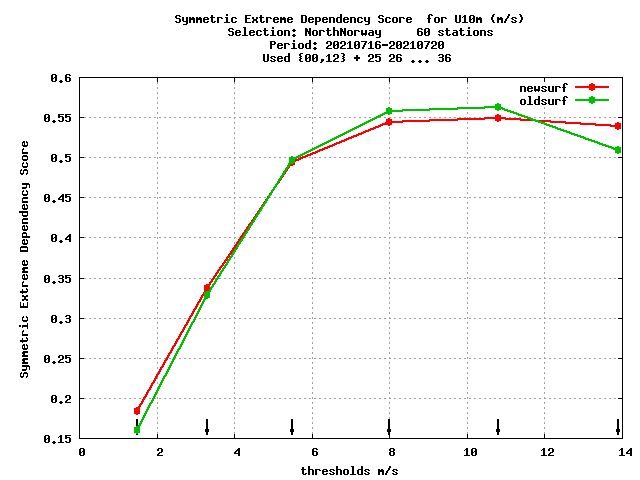 Symmetric Extreme Dependency Score  for U10m (m/s)
Selection: NorthNorway     60 stations
Period: 20210716-20210720
Used {00,12} + 25 26 ... 36
newsurf
oldsurf
0.6
0.55
0.5
0.45
0.4
0.35
0.3
0.25
0.2
0.15
Symmetric Extreme Dependency Score
0 2 4 6 8 10 12 14
thresholds m/s